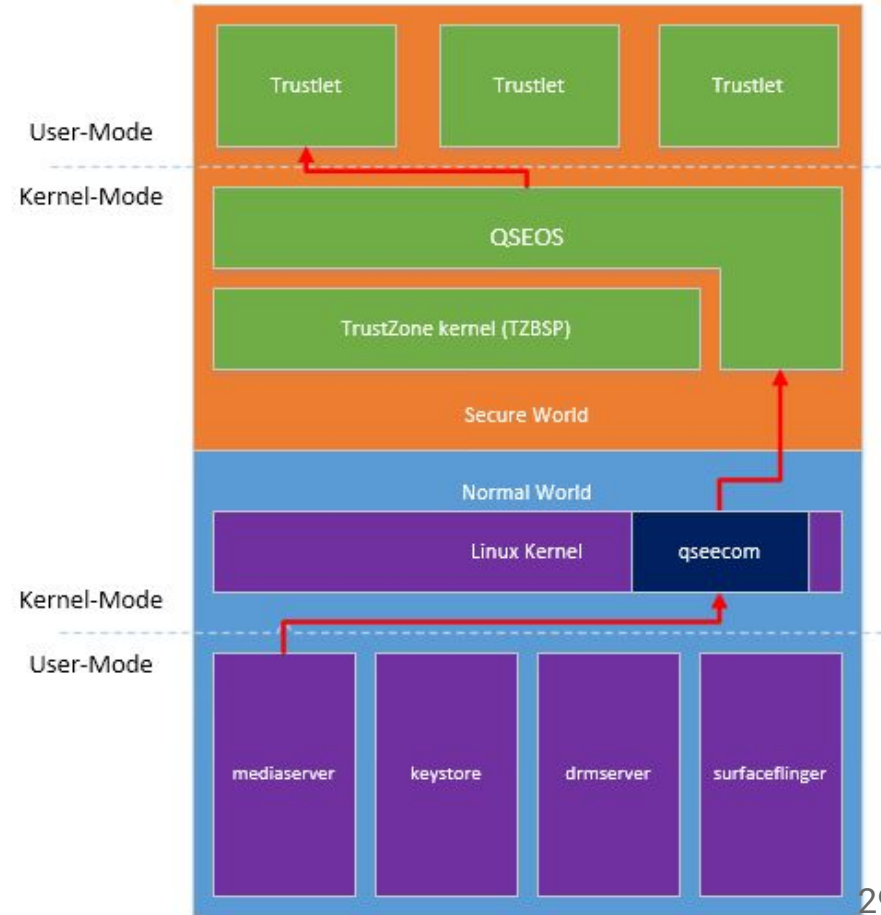 Trustlet Trustlet Trustlet
User-Mode
Kernel-Mode
QSEOS
TrustZone kernel (TZBSP)
Secure World
Normal World
Linux Kernel qseecom
Kernel-Mode
User-Mode
mediaserver keystore drmserver surfaceflinger
29